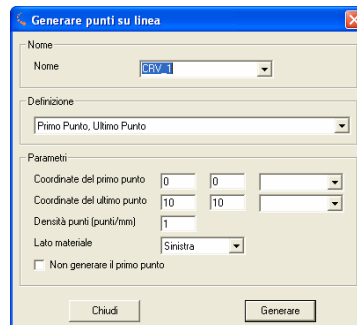 Generare punti su linea
Nome
Nome CRV_1
Definizione
Primo Punto, Ultimo Punto
Parametri
Coordinate del primo punto 0 0
Coordinate del ultimo punto 10 10
Densità punti (punti/mm) 1
Lato materiale Sinistra
Non generare il primo punto
Chiudi Generare